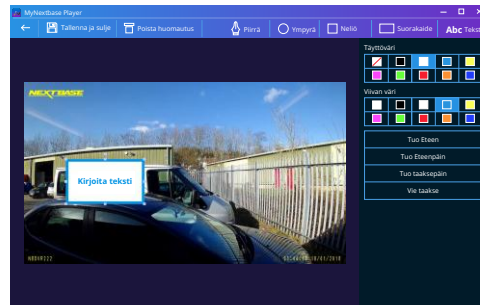 MyNextbase Player
Tallenna ja sulje
Poista huomautus
Piirrä
Ympyrä
Neliö
Suorakaide
Abc Tekst
Täyttöväri
NEXTBASE
Viivan väri
Tuo Eteen
Tuo Eteenpäin
Tuo taaksepäin
Vie taakse
Kirjoita teksti